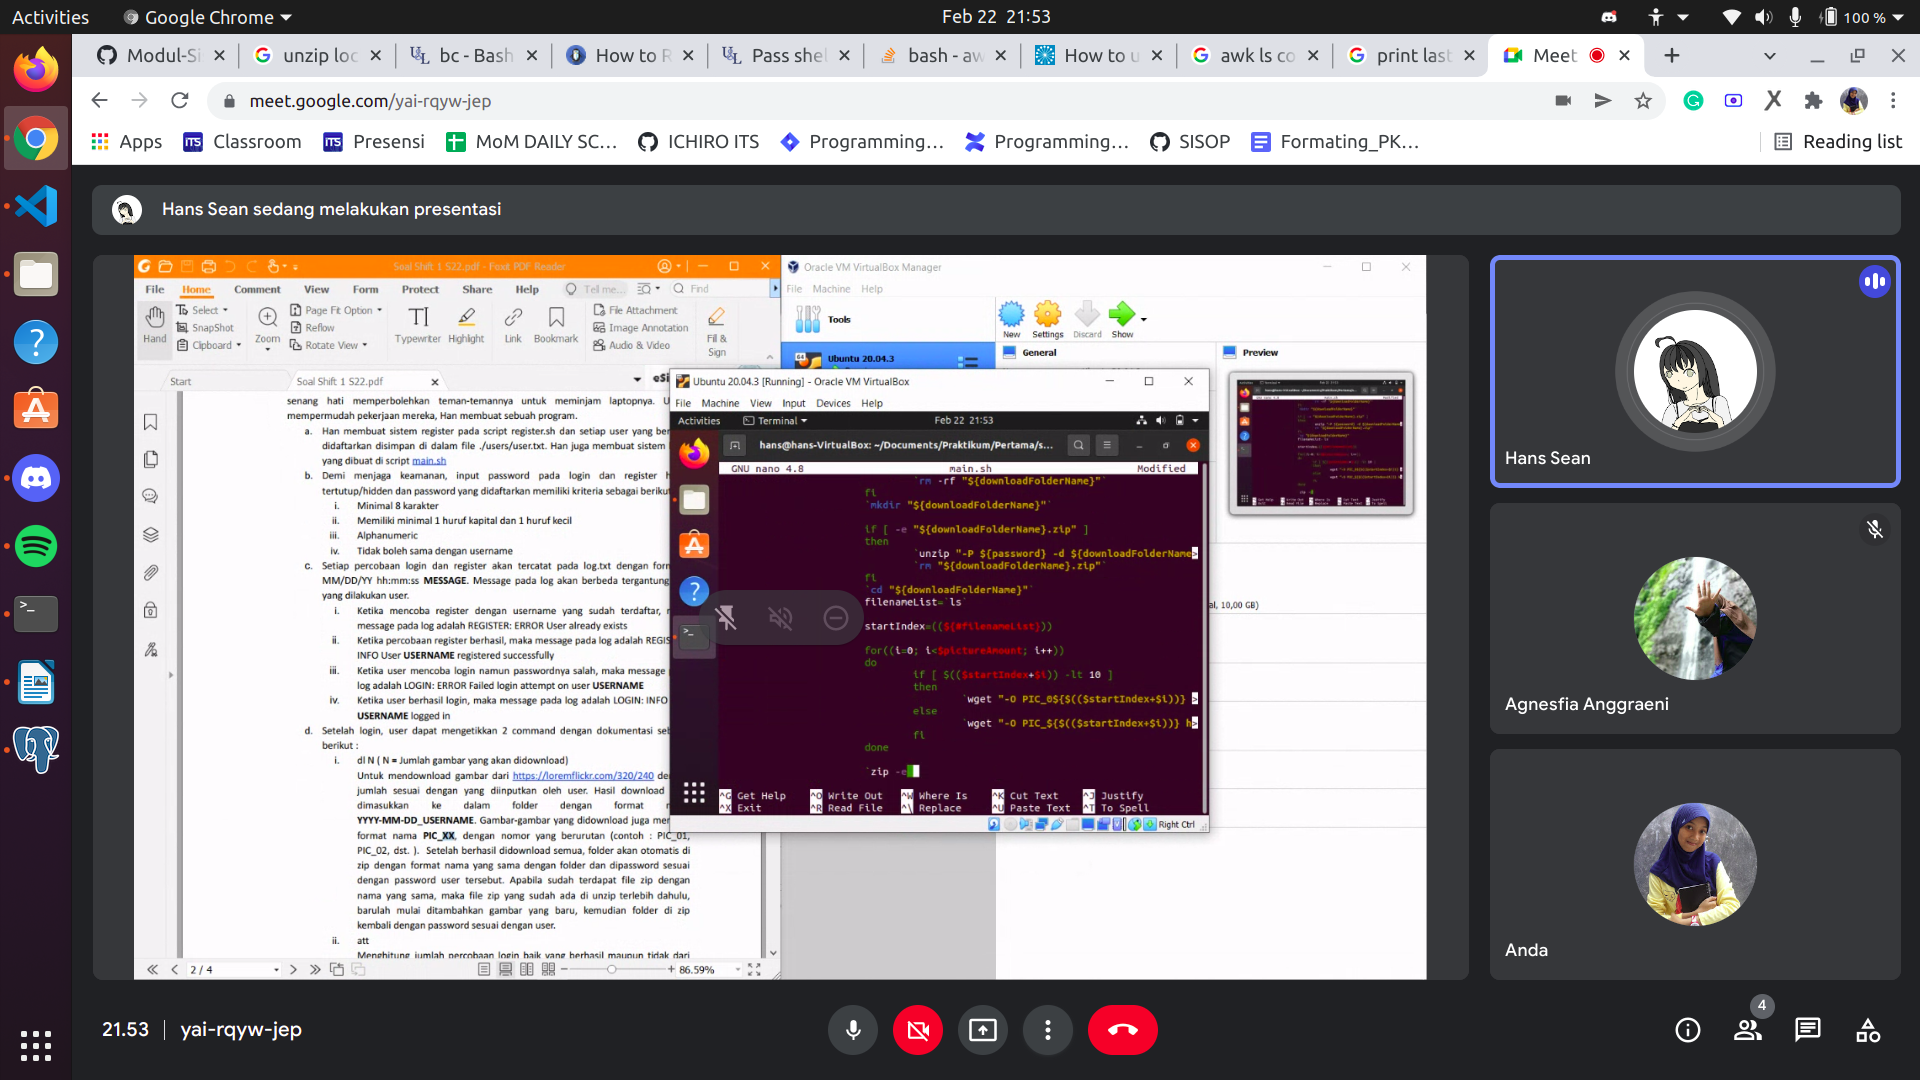 Activities
Google Chrome
Feb 22 21:53
100 %
Modul-Si
unzip loc
bc - Bash
How to R
Pass shel
bash - aw
How to u
awk ls co
print last
Meet
meet.google.com/yai-rqyw-jep
Apps
Classroom
Presensi
MoM DAILY SC...
ICHIRO ITS
Programming...
Programming...
SISOP
Formating_PK...
Reading list
Hans Sean sedang melakukan presentasi
Soal Shift 1 S22.pdf - Foxit PDF Reader
File Home Comment View Form Protect Share Help Tell me... Find
Hand
Select
SnapShot
Clipboard
Zoom
Page Fit Option
Reflow
Rotate View
Typewriter
Highlight
Link
Bookmark
File Attachment
Image Annotation
Audio & Video
Fill & Sign
Start
Soal Shift 1 S22.pdf
senang hati memperbolehkan teman-temannya untuk meminjam laptopnya.
mempermudah pekerjaan mereka, Han membuat sebuah program.
a. Han membuat sistem register pada script register.sh dan setiap user yang
didaftarkan disimpan di dalam file ./users/user.txt. Han juga membuat sistem
yang dibuat di script main.sh
b. Demi menjaga keamanan, input password pada login dan register
tertutup/hidden dan password yang didaftarkan memiliki kriteria sebagai
i. Minimal 8 karakter
ii. Memiliki minimal 1 huruf kapital dan 1 huruf kecil
iii. Alphanumeric
iv. Tidak boleh sama dengan username
c. Setiap percobaan login dan register akan tercatat pada log.txt dengan
MM/DD/YY hh:mm:ss MESSAGE. Message pada log akan berbeda
yang dilakukan user.
i. Ketika mencoba register dengan username yang sudah terdaftar,
message pada log adalah REGISTER: ERROR User already exists
ii. Ketika percobaan register berhasil, maka message pada log adalah
INFO User USERNAME registered successfully
iii. Ketika user mencoba login namun passwordnya salah, maka message
log adalah LOGIN: ERROR Failed login attempt on user USERNAME
iv. Ketika user berhasil login, maka message pada log adalah LOGIN: INFO
USERNAME logged in
d. Setelah login, user dapat mengetikkan 2 command dengan dokumentasi
berikut :
i. dl N ( N = Jumlah gambar yang akan didownload)
Untuk mendownload gambar dari https://loremflickr.com/320/240
jumlah sesuai dengan yang diinputkan oleh user. Hasil download
dimasukkan ke dalam folder dengan format
YYYY-MM-DD_USERNAME. Gambar-gambar yang didownload juga
format nama PIC_XX, dengan nomor yang berurutan (contoh : PIC_01,
PIC_02, dst. ). Setelah berhasil didownload semua, folder akan otomatis di
zip dengan format nama yang sama dengan folder dan dipassword sesuai
dengan password user tersebut. Apabila sudah terdapat file zip dengan
nama yang sama, maka file zip yang sudah ada di unzip terlebih dahulu,
barulah mulai ditambahkan gambar yang baru, kemudian folder di zip
kembali dengan password sesuai dengan user.
ii. att
Menghitung jumlah percobaan login baik yang berhasil maupun tidak dari
2 / 4
86.59%
Oracle VM VirtualBox Manager
File Machine Help
Tools
New
Settings
Discard
Show
Ubuntu 20.04.3
General
Preview
Ubuntu 20.04.3 [Running] - Oracle VM VirtualBox
File Machine View Input Devices Help
Activities
Terminal
Feb 22 21:53
hans@hans-VirtualBox: ~/Documents/Praktikum/Pertama/s...
GNU nano 4.8 main.sh Modified
`rm -rf "${downloadFolderName}"`
fi
`mkdir "${downloadFolderName}"`
if [ -e "${downloadFolderName}.zip" ]
then
`unzip "-P ${password} -d ${downloadFolderName>
`rm "${downloadFolderName}.zip"`
fi
`cd "${downloadFolderName}"`
filenameList=`ls`
startIndex=((${#filenameList}))
for((i=0; i<$pictureAmount; i++))
do
if [ $(($startIndex+$i)) -lt 10 ]
then
`wget "-O PIC_0${$(($startIndex+$i))} >
else
`wget "-O PIC_${$(($startIndex+$i))} h>
fi
done
`zip -e
^G Get Help ^O Write Out ^W Where Is ^K Cut Text ^J Justify
^X Exit ^R Read File ^\ Replace ^U Paste Text ^T To Spell
Right Ctrl
al, 10,00 GB)
Hans Sean
Agnesfia Anggraeni
Anda
21.53
yai-rqyw-jep
4